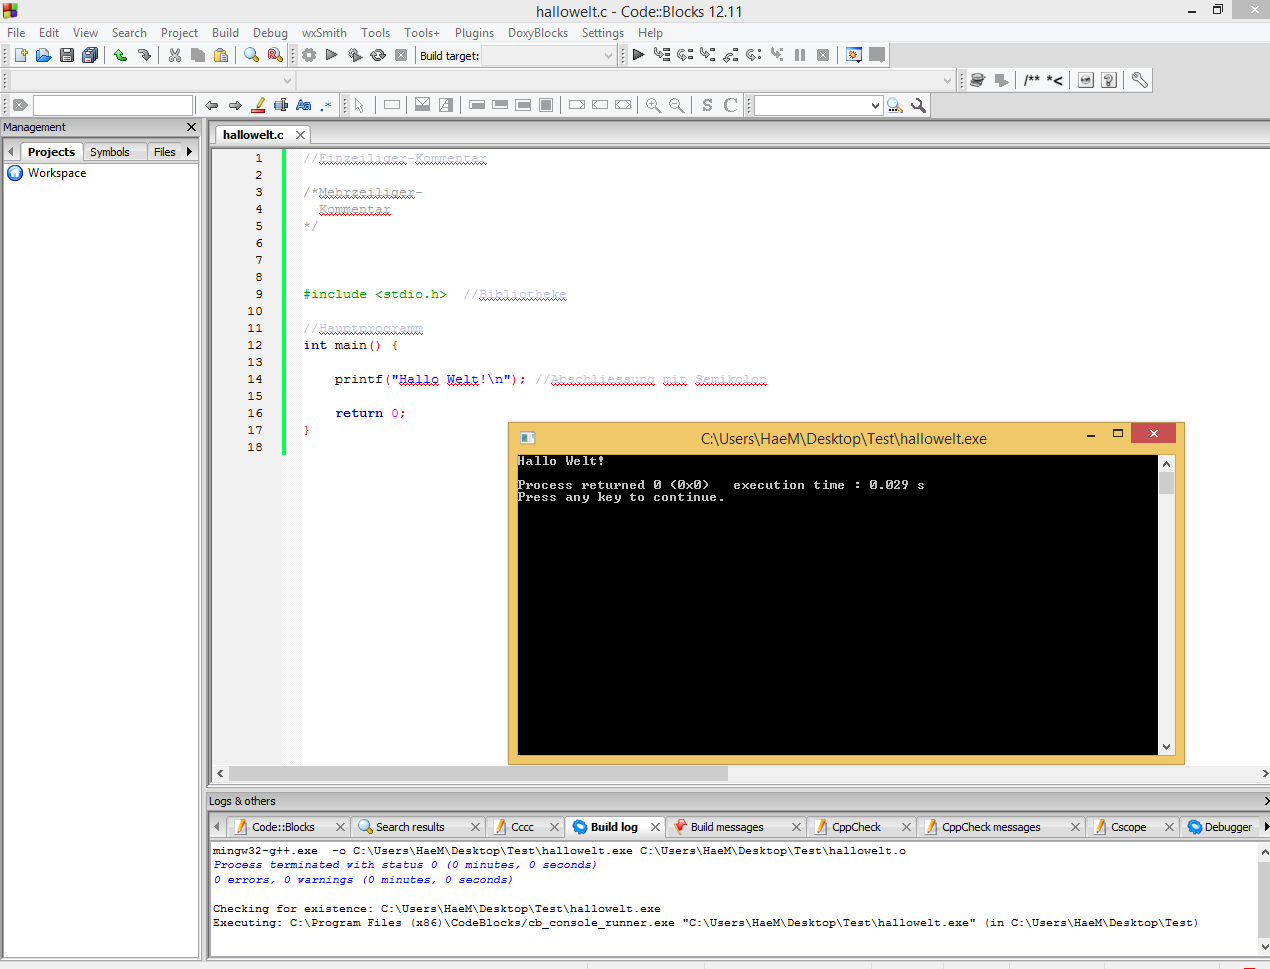 hallowelt.c - Code::Blocks 12.11
File Edit View Search Project Build Debug wxSmith Tools Tools+ Plugins DoxyBlocks Settings Help
Build target:
/** *<
Aa .*
S C
Management
hallowelt.c
Projects Symbols Files
Workspace
1 //Einzeiliger-Kommentar
2
3 /*Mehrzeiliger-
4 Kommentar
5 */
6
7
8
9 #include <stdio.h> //Bibliotheke
10
11 //Hauptprogramm
12 int main() {
13
14 printf("Hallo Welt!\n"); //Abschliessung mit Semikolon
15
16 return 0;
17 }
18
C:\Users\HaeM\Desktop\Test\hallowelt.exe
Hallo Welt!
Process returned 0 (0x0) execution time : 0.029 s
Press any key to continue.
Logs & others
Code::Blocks Search results Cccc Build log Build messages CppCheck CppCheck messages Cscope Debugger
mingw32-g++.exe -o C:\Users\HaeM\Desktop\Test\hallowelt.exe C:\Users\HaeM\Desktop\Test\hallowelt.o
Process terminated with status 0 (0 minutes, 0 seconds)
0 errors, 0 warnings (0 minutes, 0 seconds)
Checking for existence: C:\Users\HaeM\Desktop\Test\hallowelt.exe
Executing: C:\Program Files (x86)\CodeBlocks/cb_console_runner.exe "C:\Users\HaeM\Desktop\Test\hallowelt.exe" (in C:\Users\HaeM\Desktop\Test)